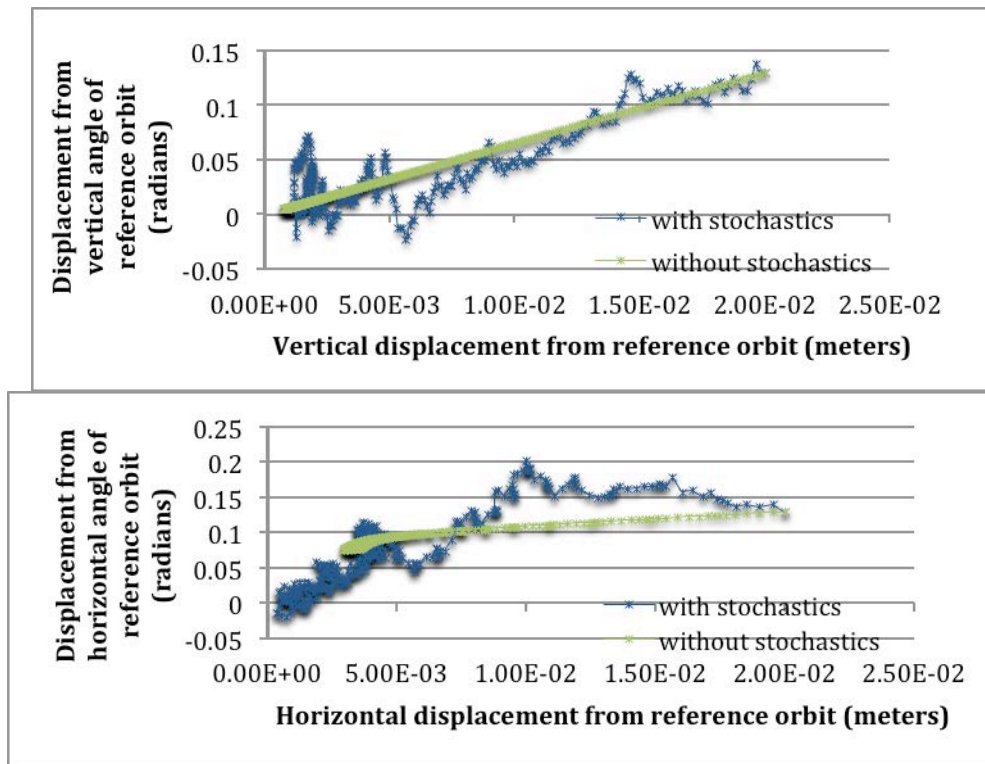 Displacement from
vertical angle of
reference orbit
(radians)
0.15
0.1
0.05
0
-0.05
with stochastics
without stochastics
0.00E+00 5.00E-03 1.00E-02 1.50E-02 2.00E-02 2.50E-02
Vertical displacement from reference orbit (meters)
Displacement from
horizontal angle of
reference orbit
(radians)
0.25
0.2
0.15
0.1
0.05
0
-0.05
with stochastics
without stochastics
0.00E+00 5.00E-03 1.00E-02 1.50E-02 2.00E-02 2.50E-02
Horizontal displacement from reference orbit (meters)